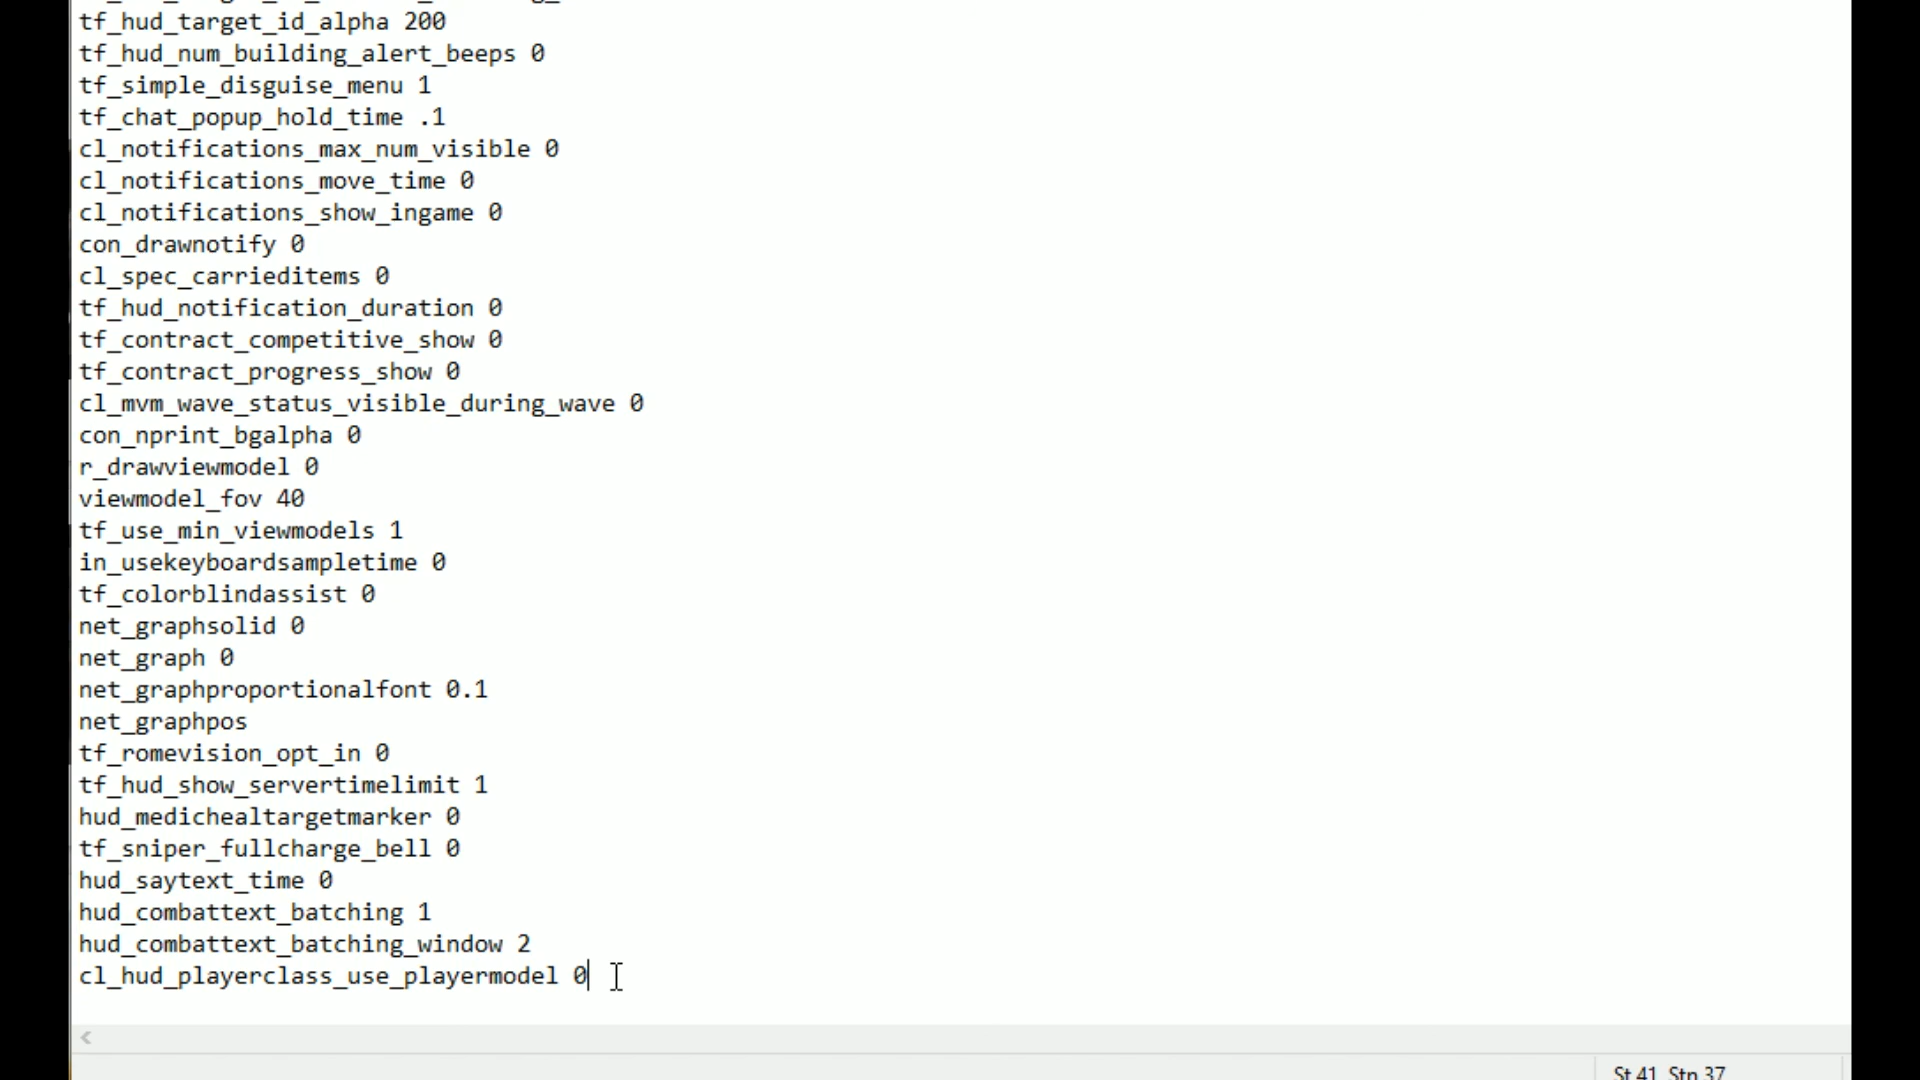 tf_hud_target_id_alpha 200
tf_hud_num_building_alert_beeps 0
tf_simple_disguise_menu 1
tf_chat_popup_hold_time .1
cl_notifications_max_num_visible 0
cl_notifications_move_time 0
cl_notifications_show_ingame 0
con_drawnotify 0
cl_spec_carrieditems 0
tf_hud_notification_duration 0
tf_contract_competitive_show 0
tf_contract_progress_show 0
cl_mvm_wave_status_visible_during_wave 0
con_nprint_bgalpha 0
r_drawviewmodel 0
viewmodel_fov 40
tf_use_min_viewmodels 1
in_usekeyboardsampletime 0
tf_colorblindassist 0
net_graphsolid 0
net_graph 0
net_graphproportionalfont 0.1
net_graphpos
tf_romevision_opt_in 0
tf_hud_show_servertimelimit 1
hud_medichealtargetmarker 0
tf_sniper_fullcharge_bell 0
hud_saytext_time 0
hud_combattext_batching 1
hud_combattext_batching_window 2
cl_hud_playerclass_use_playermodel 0
St 41, Stn 37